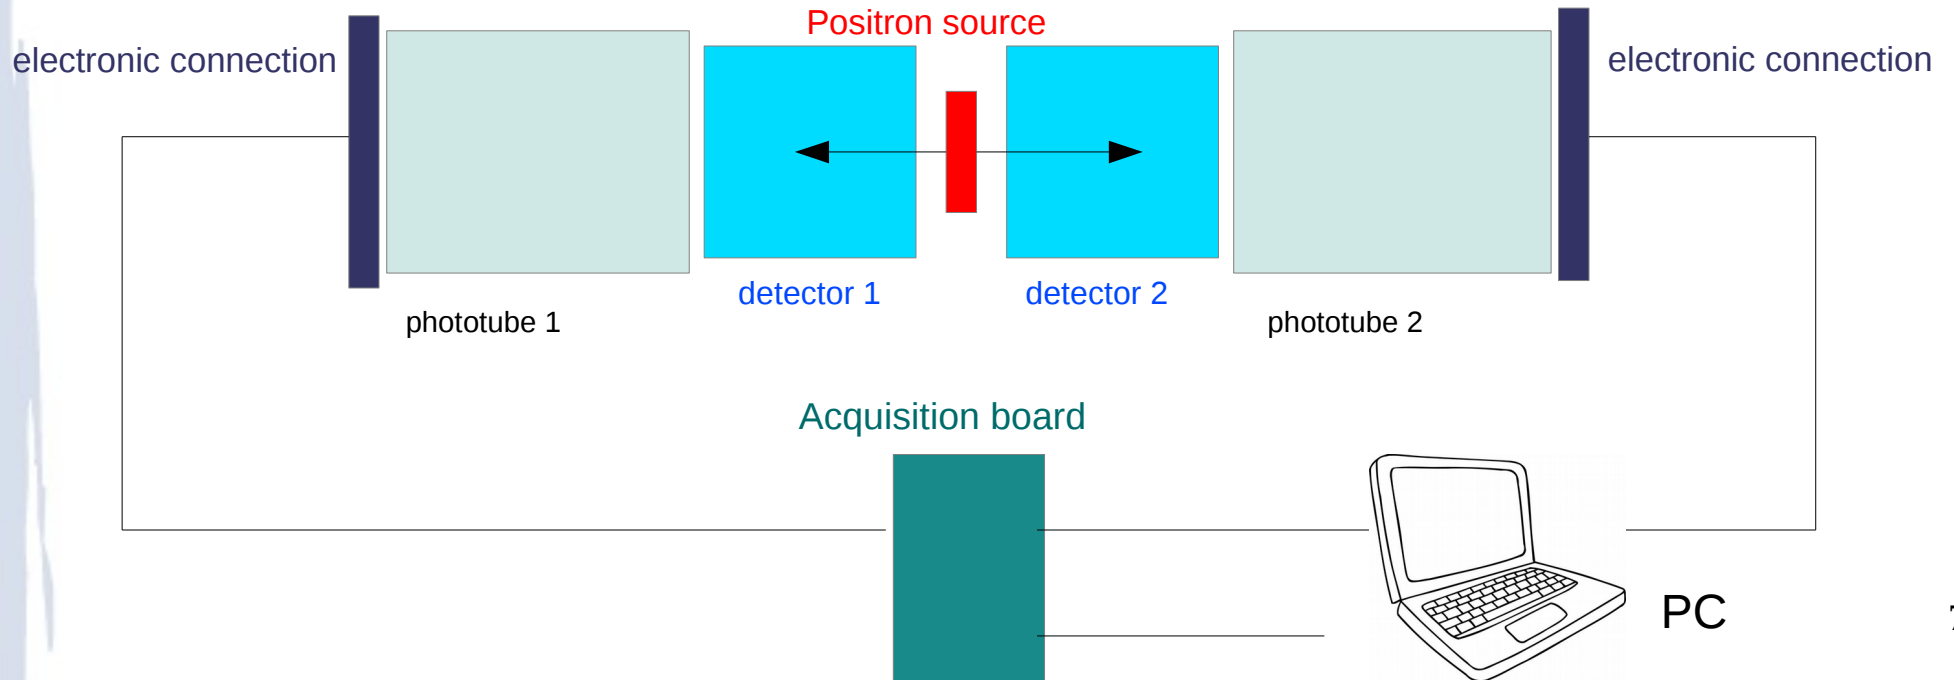 Positron source
electronic connection
electronic connection
detector 1
detector 2
phototube 1
phototube 2
Acquisition board
PC